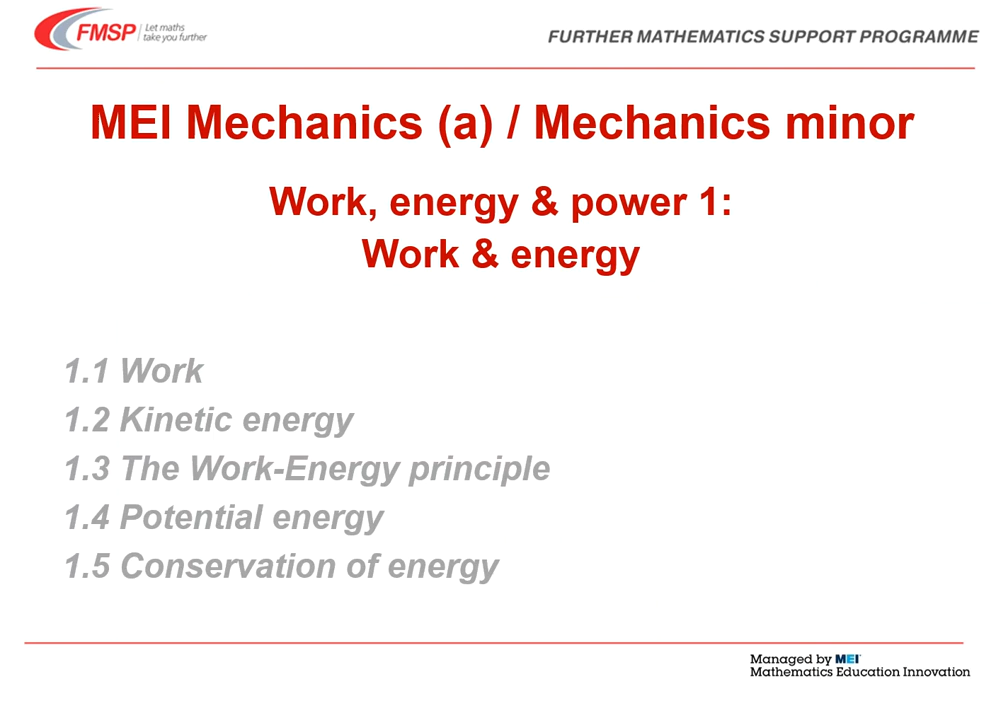 FMSP
Let maths
take you further
FURTHER MATHEMATICS SUPPORT PROGRAMME
MEI Mechanics (a) / Mechanics minor
Work, energy & power 1:
Work & energy
1.1 Work
1.2 Kinetic energy
1.3 The Work-Energy principle
1.4 Potential energy
1.5 Conservation of energy
Managed by MEI
Mathematics Education Innovation